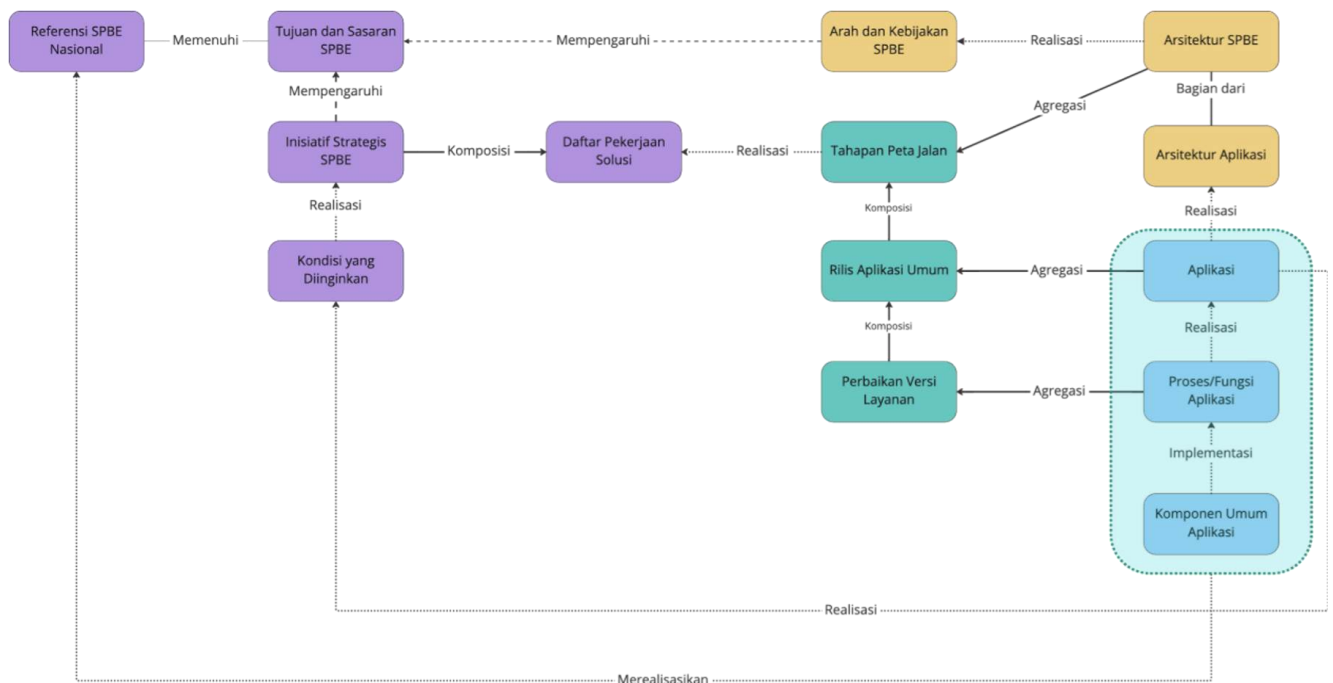 Referensi SPBE
Nasional
Memenuhi
Tujuan dan Sasaran
SPBE
Mempengaruhi
Arah dan Kebijakan
SPBE
Realisasi
Arsitektur SPBE
Mempengaruhi
Agregasi
Bagian dari
Inisiatif Strategis
SPBE
Komposisi
Daftar Pekerjaan
Solusi
Realisasi
Tahapan Peta Jalan
Arsitektur Aplikasi
Realisasi
Komposisi
Realisasi
Kondisi yang
Diinginkan
Rilis Aplikasi Umum
Agregasi
Aplikasi
Komposisi
Realisasi
Perbaikan Versi
Layanan
Agregasi
Proses/Fungsi
Aplikasi
Implementasi
Komponen Umum
Aplikasi
Realisasi
Merealisasikan